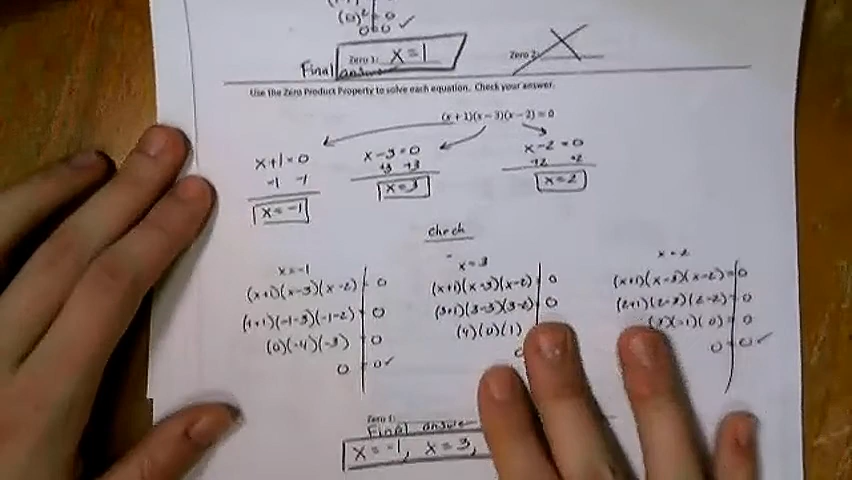 (0)² = 0
0=0 ✓
Zero 1: x=1 Zero 2:
Final answer
Use the Zero Product Property to solve each equation. Check your answer.
(x + 1)(x − 3)(x − 2) = 0
x+1=0 x-3=0 x-2=0
-1 -1 +3 +3 +2 +2
x=-1 x=3 x=2
Check
x=-1 x=3 x=2
(x+1)(x-3)(x-2) = 0 (x+1)(x-3)(x-2) 0 (x+1)(x-3)(x-2)=0
(-1+1)(-1-3)(-1-2) = 0 (3+1)(3-3)(3-2) 0 (2+1)(2-3)(2-2)=0
(0)(-4)(-3) 0 (4)(0)(1) (3)(-1)(0) 0
0 0✓ 0 0 0✓
Zero 1:
Final answer
x=-1, x=3,